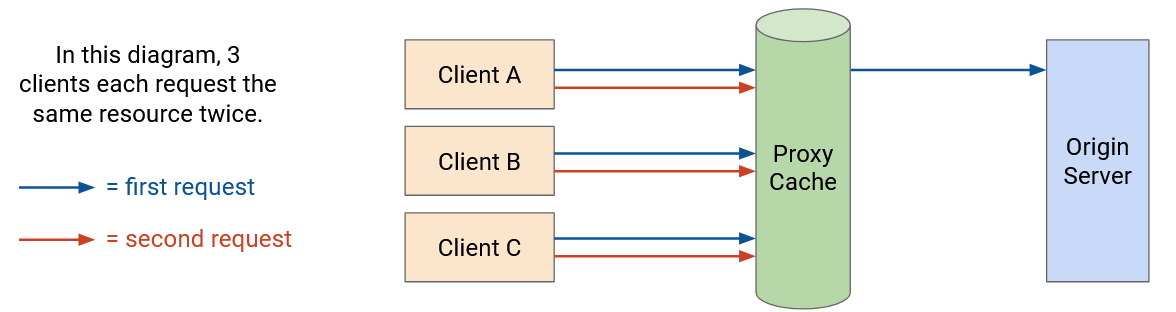 In this diagram, 3
clients each request the
same resource twice.
= first request
= second request
Client A
Client B
Client C
Proxy
Cache
Origin
Server